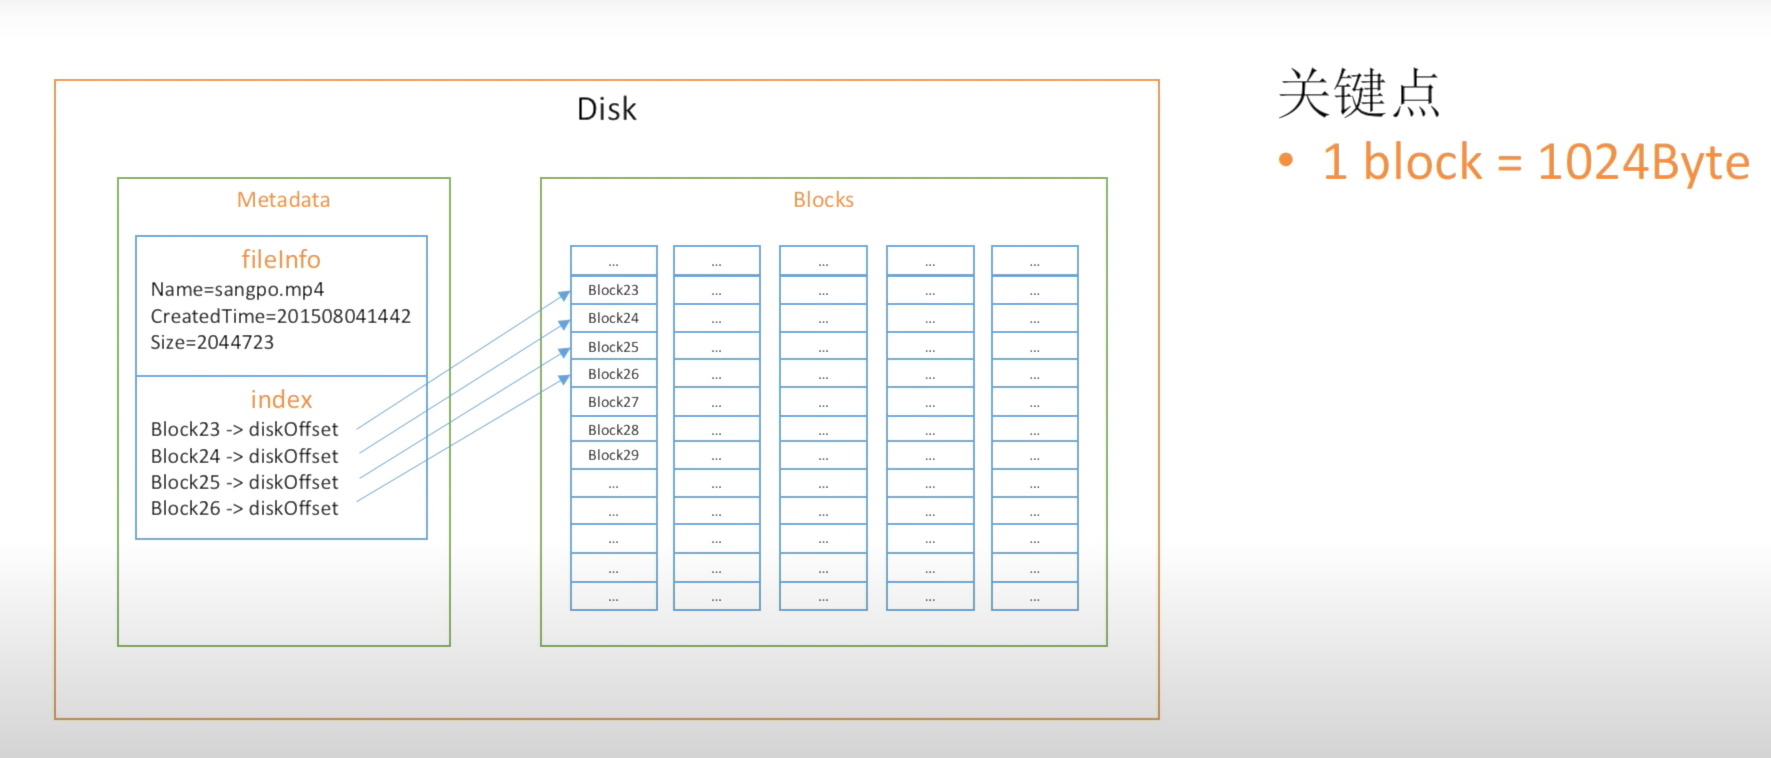 Disk
Metadata
fileInfo
Name=sangpo.mp4
CreatedTime=201508041442
Size=2044723
index
Block23 -> diskOffset
Block24 -> diskOffset
Block25 -> diskOffset
Block26 -> diskOffset
Blocks
... ... ... ... ...
Block23 ... ... ... ...
Block24 ... ... ... ...
Block25 ... ... ... ...
Block26 ... ... ... ...
Block27 ... ... ... ...
Block28 ... ... ... ...
Block29 ... ... ... ...
... ... ... ... ...
... ... ... ... ...
... ... ... ... ...
... ... ... ... ...
... ... ... ... ...
关键点
• 1 block = 1024Byte